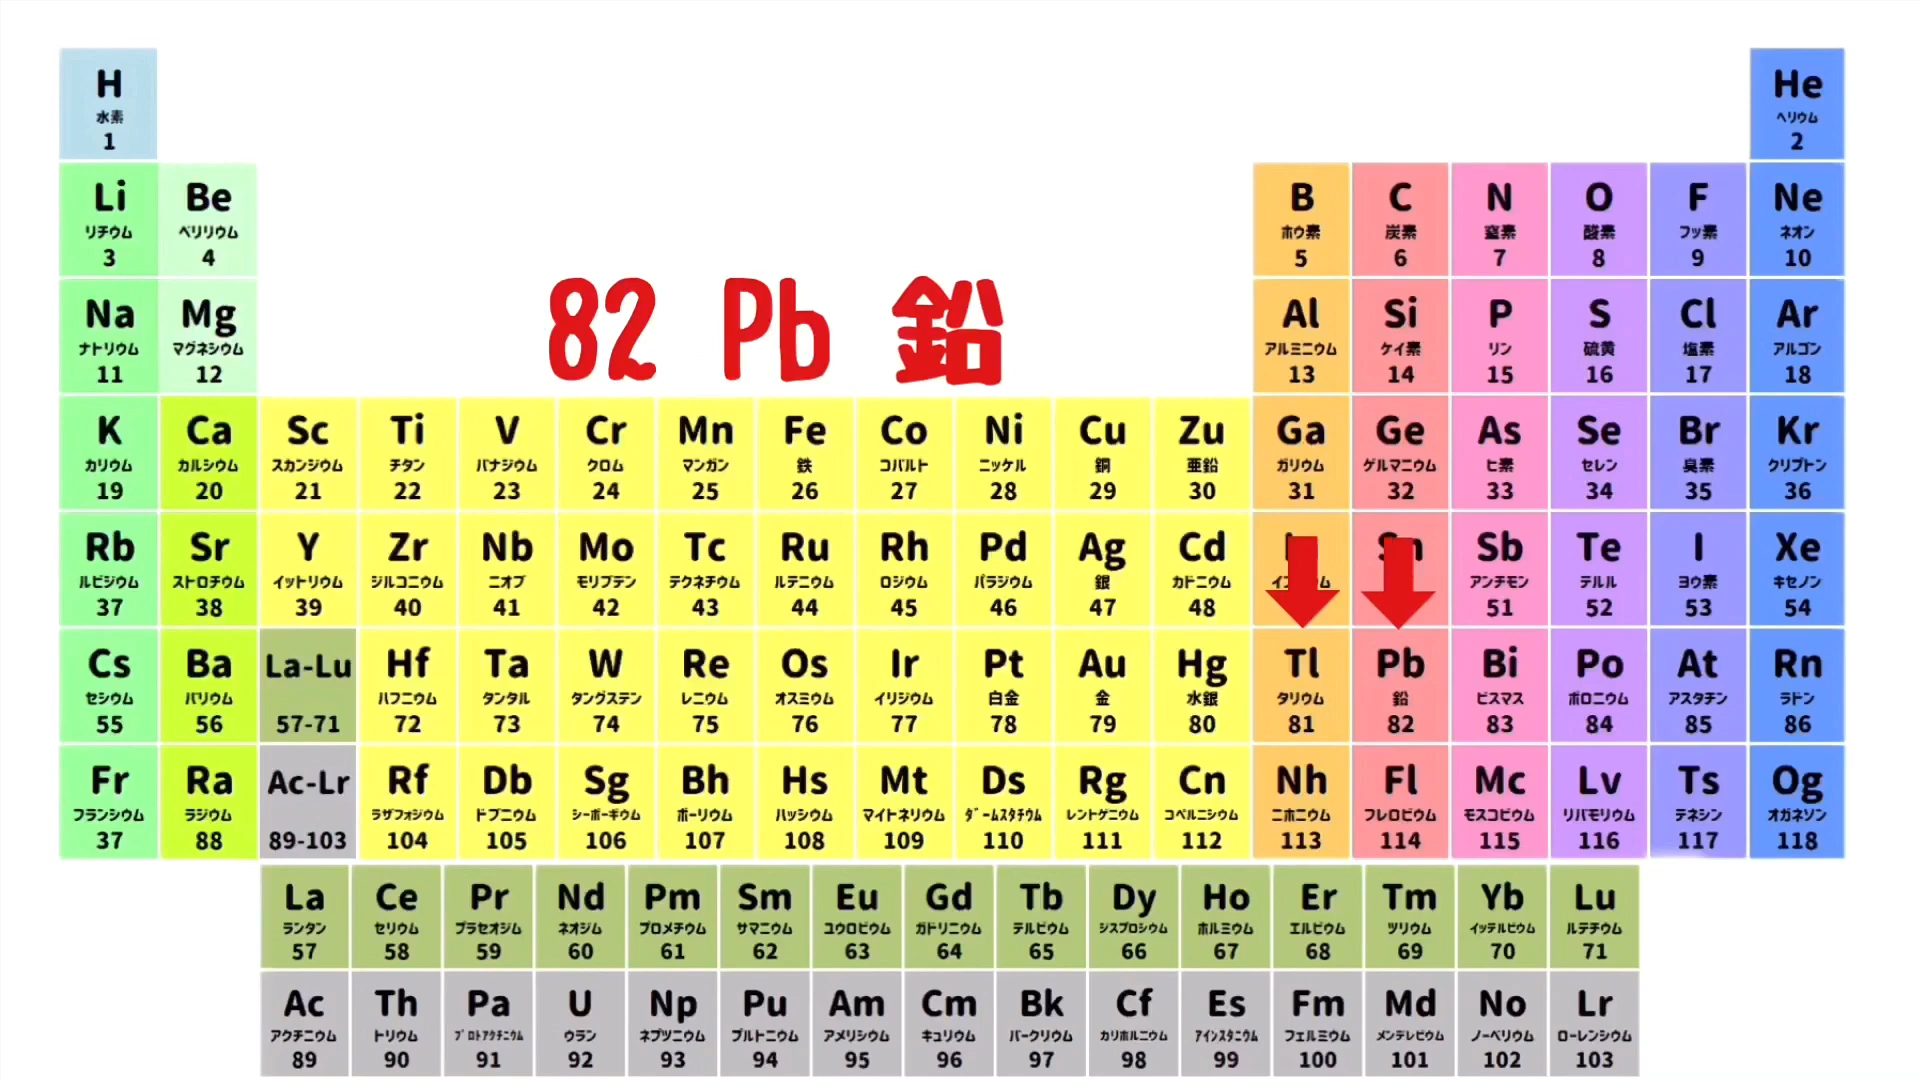 H He
水素 ヘリウム
1 2
Li Be B C N O F Ne
リチウム ベリリウム ホウ素 炭素 窒素 酸素 フッ素 ネオン
3 4 5 6 7 8 9 10
82 Pb 鉛
Na Mg Al Si P S Cl Ar
ナトリウム マグネシウム アルミニウム ケイ素 リン 硫黄 塩素 アルゴン
11 12 13 14 15 16 17 18
K Ca Sc Ti V Cr Mn Fe Co Ni Cu Zu Ga Ge As Se Br Kr
カリウム カルシウム スカンジウム チタン バナジウム クロム マンガン 鉄 コバルト ニッケル 銅 亜鉛 ガリウム ゲルマニウム ヒ素 セレン 臭素 クリプトン
19 20 21 22 23 24 25 26 27 28 29 30 31 32 33 34 35 36
Rb Sr Y Zr Nb Mo Tc Ru Rh Pd Ag Cd Sb Te I Xe
ルビジウム ストロチウム イットリウム ジルコニウム ニオブ モリブデン テクネチウム ルテニウム ロジウム パラジウム 銀 カドニウム アンチモン テルル ヨウ素 キセノン
37 38 39 40 41 42 43 44 45 46 47 48 51 52 53 54
Cs Ba La-Lu Hf Ta W Re Os Ir Pt Au Hg Tl Pb Bi Po At Rn
セシウム バリウム ハフニウム タンタル タングステン レニウム オスミウム イリジウム 白金 金 水銀 タリウム 鉛 ビスマス ポロニウム アスタチン ラドン
55 56 57-71 72 73 74 75 76 77 78 79 80 81 82 83 84 85 86
Fr Ra Ac-Lr Rf Db Sg Bh Hs Mt Ds Rg Cn Nh Fl Mc Lv Ts Og
フランシウム ラジウム ラザフォジウム ドブニウム シーボーギウム ボーリウム ハッシウム マイトネリウム ダームスタチウム レントゲニウム コペルニシウム ニホニウム フレロビウム モスコビウム リバモリウム テネシン オガネソン
37 88 89-103 104 105 106 107 108 109 110 111 112 113 114 115 116 117 118
La Ce Pr Nd Pm Sm Eu Gd Tb Dy Ho Er Tm Yb Lu
ランタン セリウム プラセオジム ネオジム プロメチウム サマニウム ユウロビウム ガドリニウム テルビウム ジスプロシウム ホルミウム エルビウム ツリウム イッテルビウム ルテチウム
57 58 59 60 61 62 63 64 65 66 67 68 69 70 71
Ac Th Pa U Np Pu Am Cm Bk Cf Es Fm Md No Lr
アクチニウム トリウム プロトアクチニウム ウラン ネプツニウム プルトニウム アメリシウム キュリウム バークリウム カリホルニウム アインスタニウム フェルミウム メンデレビウム ノーベリウム ローレンシウム
89 90 91 92 93 94 95 96 97 98 99 100 101 102 103